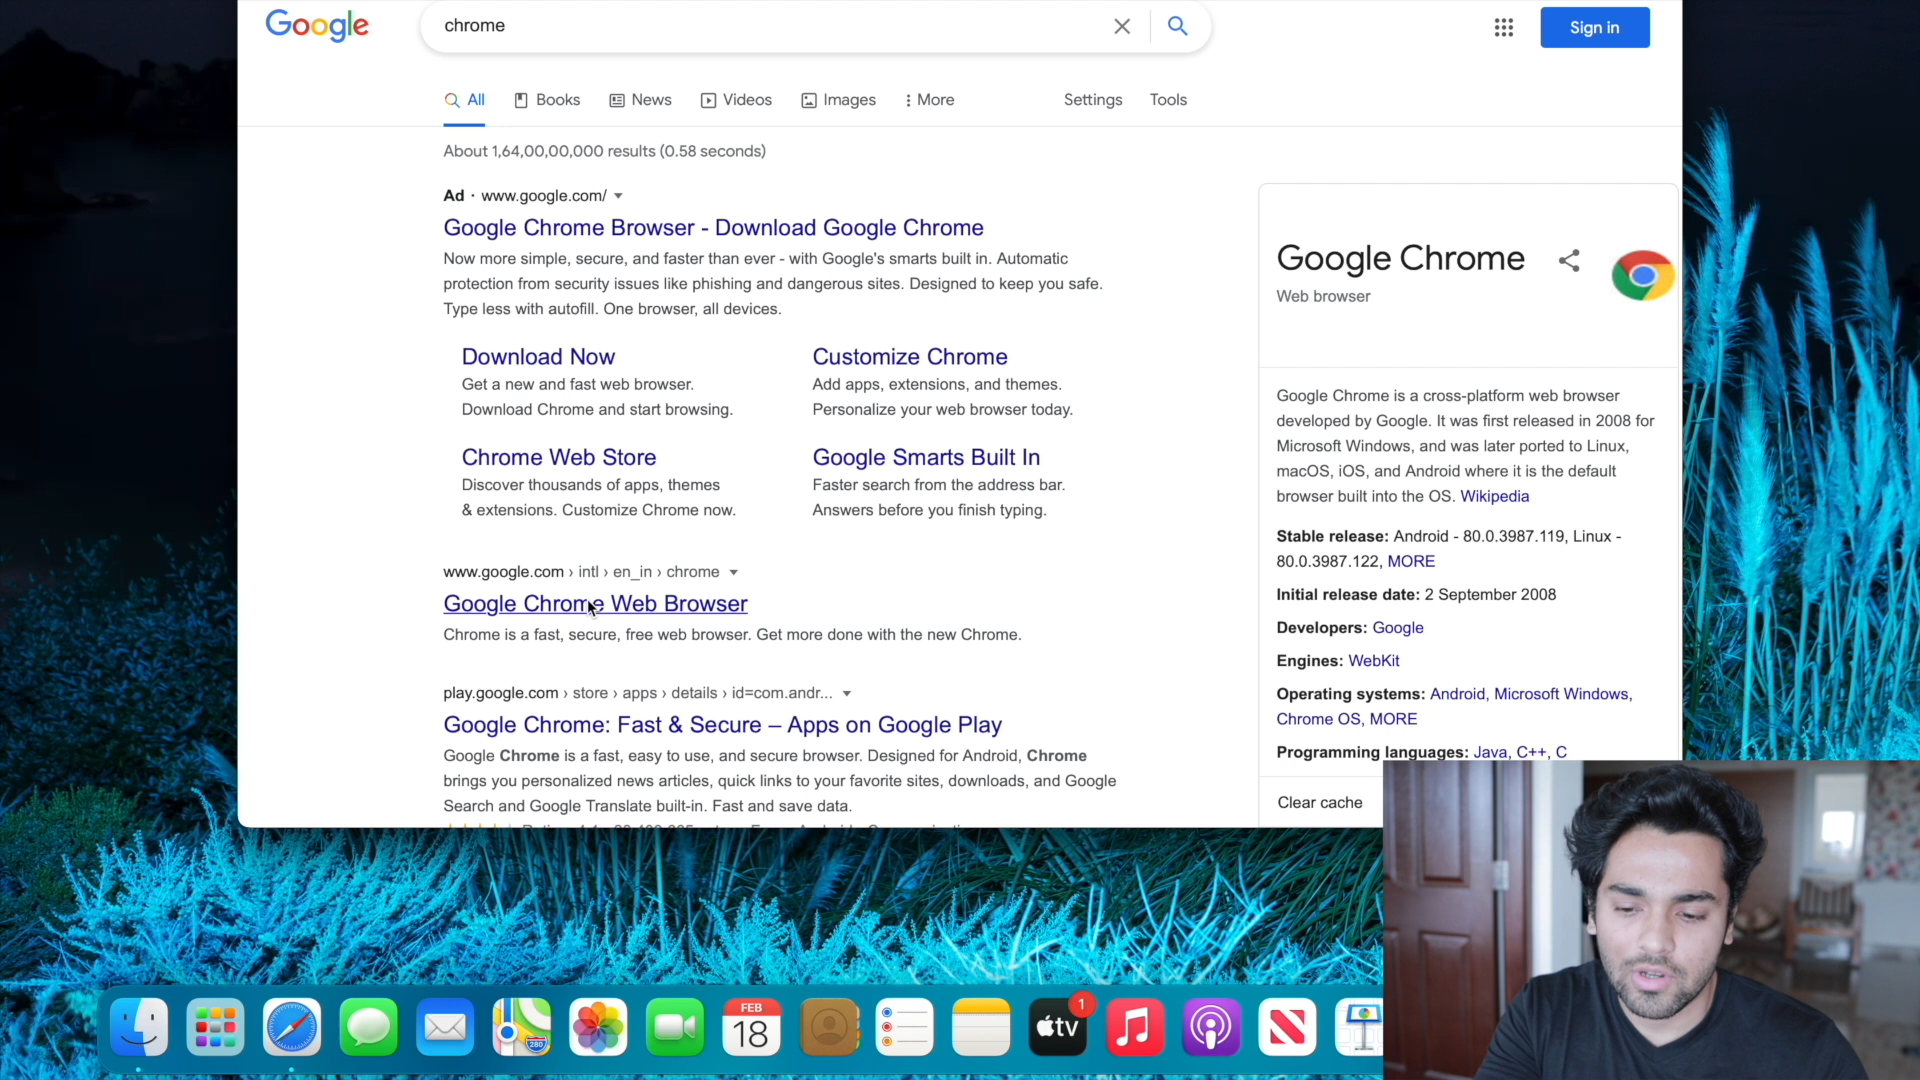 Google
chrome
Sign in
All
Books
News
Videos
Images
More
Settings
Tools
About 1,64,00,00,000 results (0.58 seconds)
Ad · www.google.com/
Google Chrome Browser - Download Google Chrome
Now more simple, secure, and faster than ever - with Google's smarts built in. Automatic
protection from security issues like phishing and dangerous sites. Designed to keep you safe.
Type less with autofill. One browser, all devices.
Download Now
Get a new and fast web browser.
Download Chrome and start browsing.
Customize Chrome
Add apps, extensions, and themes.
Personalize your web browser today.
Chrome Web Store
Discover thousands of apps, themes
& extensions. Customize Chrome now.
Google Smarts Built In
Faster search from the address bar.
Answers before you finish typing.
www.google.com › intl › en_in › chrome
Google Chrome Web Browser
Chrome is a fast, secure, free web browser. Get more done with the new Chrome.
play.google.com › store › apps › details › id=com.andr...
Google Chrome: Fast & Secure – Apps on Google Play
Google Chrome is a fast, easy to use, and secure browser. Designed for Android, Chrome
brings you personalized news articles, quick links to your favorite sites, downloads, and Google
Search and Google Translate built-in. Fast and save data.
Google Chrome
Web browser
Google Chrome is a cross-platform web browser
developed by Google. It was first released in 2008 for
Microsoft Windows, and was later ported to Linux,
macOS, iOS, and Android where it is the default
browser built into the OS. Wikipedia
Stable release: Android - 80.0.3987.119, Linux -
80.0.3987.122, MORE
Initial release date: 2 September 2008
Developers: Google
Engines: WebKit
Operating systems: Android, Microsoft Windows,
Chrome OS, MORE
Programming languages: Java, C++, C
Clear cache
280
FEB
18
tv
1